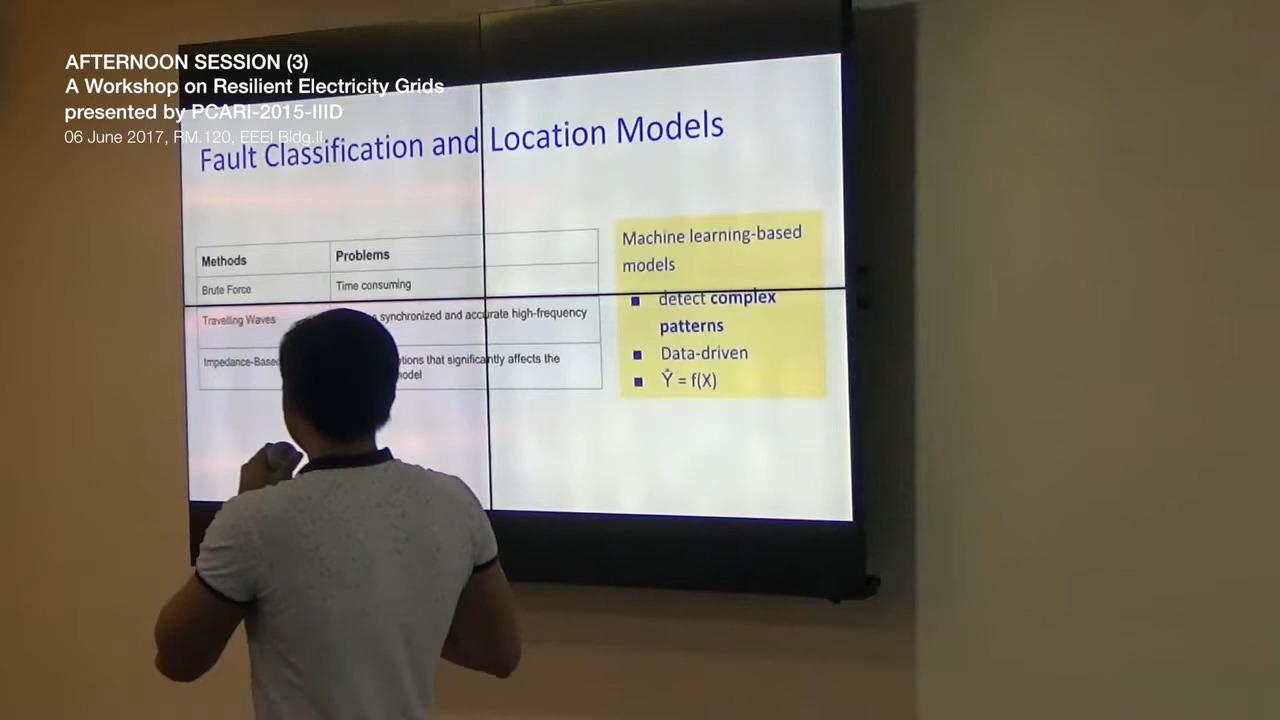 AFTERNOON SESSION (3)
A Workshop on Resilient Electricity Grids
presented by PCARI-2015-IIID
06 June 2017, RM.120, EEEI Bldg.II
Fault Classification and Location Models
Methods Problems
Brute Force Time consuming
Travelling Waves synchronized and accurate high-frequency
Impedance-Based that significantly affects the
Machine learning-based
models
▪ detect complex
patterns
▪ Data-driven
▪ Ŷ = f(X)